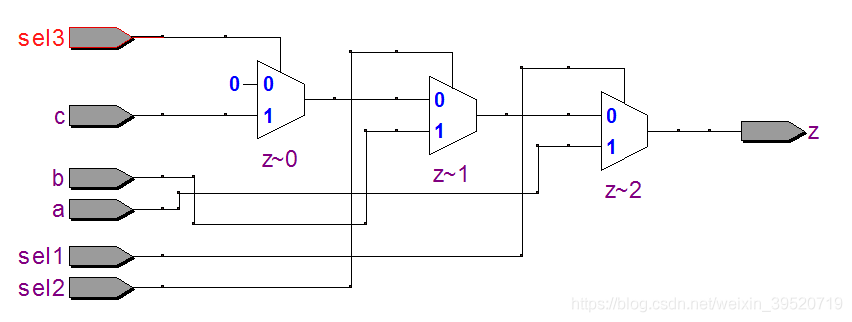 sel3
0 0
c 1
z~0
0
1
z~1
0
1
z~2
z
b
a
sel1
sel2
https://blog.csdn.net/weixin_39520719